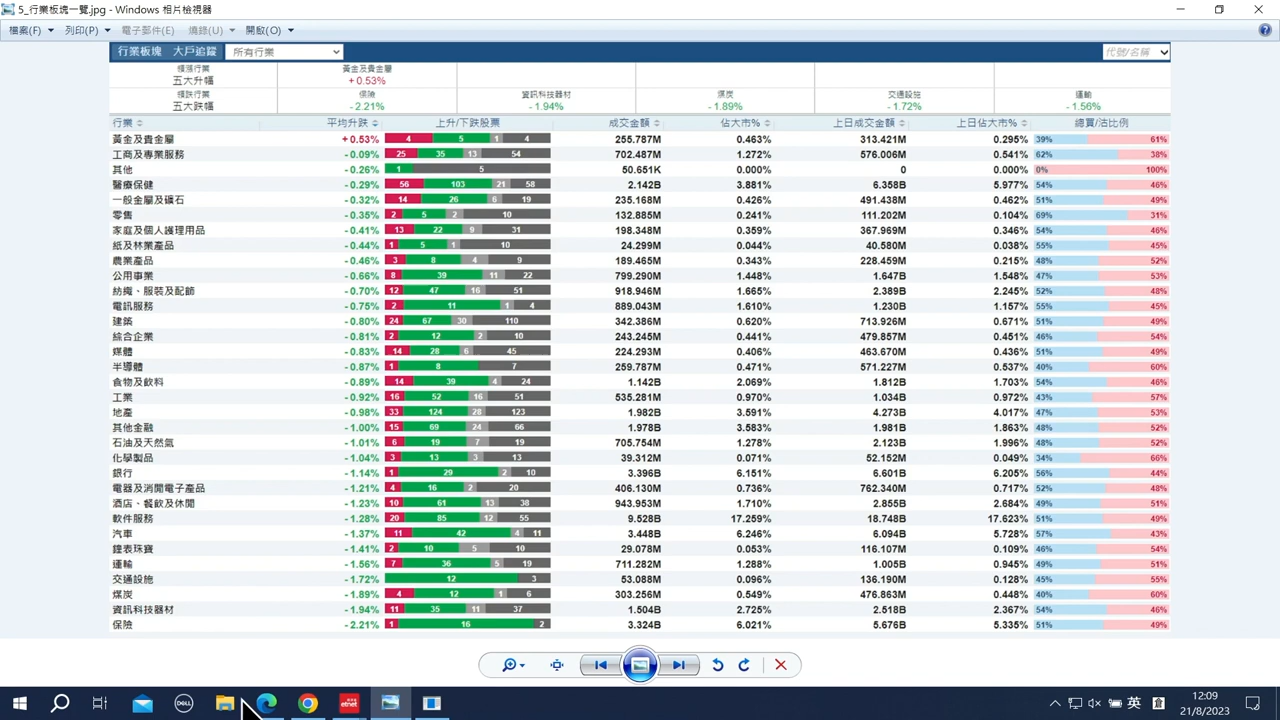 5_行業板塊一覽.jpg - Windows 相片檢視器
檔案(F) 列印(P) 電子郵件(E) 燒錄(U) 開啟(O)
行業板塊 大戶追蹤 所有行業 代號/名稱
領漲行業 黃金及貴金屬
五大升幅 +0.53%
領跌行業 保險 資訊科技器材 煤炭 交通設施 運輸
五大跌幅 -2.21% -1.94% -1.89% -1.72% -1.56%
行業 平均升跌 上升/下跌股票 成交金額 佔大市% 上日成交金額 上日佔大市% 總買/沽比例
黃金及貴金屬 +0.53% 4 5 1 4 255.787M 0.463% 313.421M 0.295% 39% 61%
工商及專業服務 -0.09% 25 35 13 54 702.487M 1.272% 576.006M 0.541% 62% 38%
其他 -0.26% 1 5 50.651K 0.000% 0 0.000% 0% 100%
醫療保健 -0.29% 56 103 21 58 2.142B 3.881% 6.358B 5.977% 54% 46%
一般金屬及礦石 -0.32% 14 26 6 19 235.168M 0.426% 491.438M 0.462% 51% 49%
零售 -0.35% 2 5 2 10 132.885M 0.241% 111.202M 0.104% 69% 31%
家庭及個人護理用品 -0.41% 13 22 9 31 198.348M 0.359% 367.969M 0.346% 54% 46%
紙及林業產品 -0.44% 1 5 1 10 24.299M 0.044% 40.580M 0.038% 55% 45%
農業產品 -0.46% 3 8 4 9 189.465M 0.343% 228.459M 0.215% 48% 52%
公用事業 -0.66% 8 39 11 22 799.290M 1.448% 1.647B 1.548% 47% 53%
紡織、服裝及配飾 -0.70% 12 47 16 51 918.946M 1.665% 2.389B 2.245% 52% 48%
電訊服務 -0.75% 2 11 1 4 889.043M 1.610% 1.230B 1.157% 55% 45%
建築 -0.80% 24 67 30 110 342.386M 0.620% 713.926M 0.671% 51% 49%
綜合企業 -0.81% 2 12 2 10 243.245M 0.441% 479.857M 0.451% 46% 54%
媒體 -0.83% 14 28 6 45 224.293M 0.406% 463.670M 0.436% 51% 49%
半導體 -0.87% 1 8 7 259.787M 0.471% 571.227M 0.537% 40% 60%
食物及飲料 -0.89% 14 39 4 24 1.142B 2.069% 1.812B 1.703% 54% 46%
工業 -0.92% 16 52 16 51 535.281M 0.970% 1.034B 0.972% 43% 57%
地產 -0.98% 33 124 28 123 1.982B 3.591% 4.273B 4.017% 47% 53%
其他金融 -1.00% 15 69 24 66 1.978B 3.583% 1.981B 1.863% 48% 52%
石油及天然氣 -1.01% 6 19 7 19 705.754M 1.278% 2.123B 1.996% 48% 52%
化學製品 -1.04% 3 13 3 13 39.312M 0.071% 52.152M 0.049% 34% 66%
銀行 -1.14% 1 29 2 10 3.396B 6.151% 6.601B 6.205% 56% 44%
電器及消閒電子產品 -1.21% 4 16 2 20 406.130M 0.736% 762.340M 0.717% 52% 48%
酒店、餐飲及休閒 -1.23% 10 61 13 38 943.953M 1.710% 2.855B 2.684% 49% 51%
軟件服務 -1.28% 20 85 12 55 9.528B 17.259% 18.748B 17.623% 51% 49%
汽車 -1.37% 11 42 4 11 3.448B 6.246% 6.094B 5.728% 57% 43%
鐘表珠寶 -1.41% 2 10 5 10 29.078M 0.053% 116.107M 0.109% 46% 54%
運輸 -1.56% 7 36 5 19 711.282M 1.288% 1.005B 0.945% 49% 51%
交通設施 -1.72% 12 3 53.088M 0.096% 136.190M 0.128% 45% 55%
煤炭 -1.89% 4 12 1 6 303.256M 0.549% 476.863M 0.448% 40% 60%
資訊科技器材 -1.94% 11 35 11 37 1.504B 2.725% 2.518B 2.367% 54% 46%
保險 -2.21% 1 16 2 3.324B 6.021% 5.676B 5.335% 51% 49%
DELL etnet 英 12:09
21/8/2023